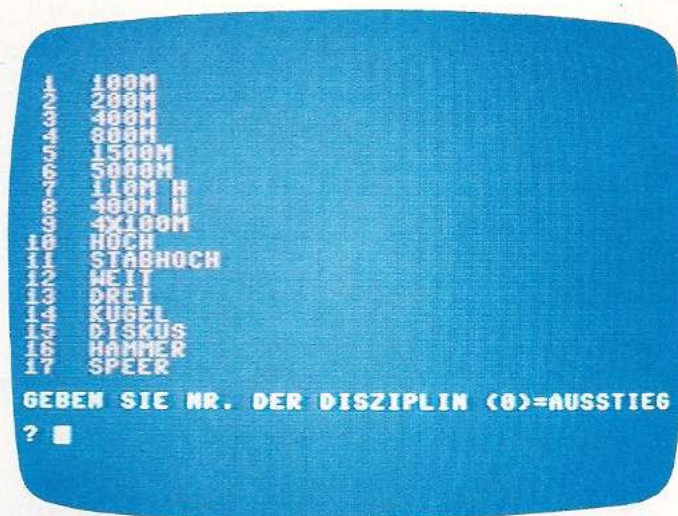 1 100M
2 200M
3 400M
4 800M
5 1500M
6 5000M
7 110M H
8 400M H
9 4X100M
10 HOCH
11 STABHOCH
12 WEIT
13 DREI
14 KUGEL
15 DISKUS
16 HAMMER
17 SPEER
GEBEN SIE NR. DER DISZIPLIN (0)=AUSSTIEG
?